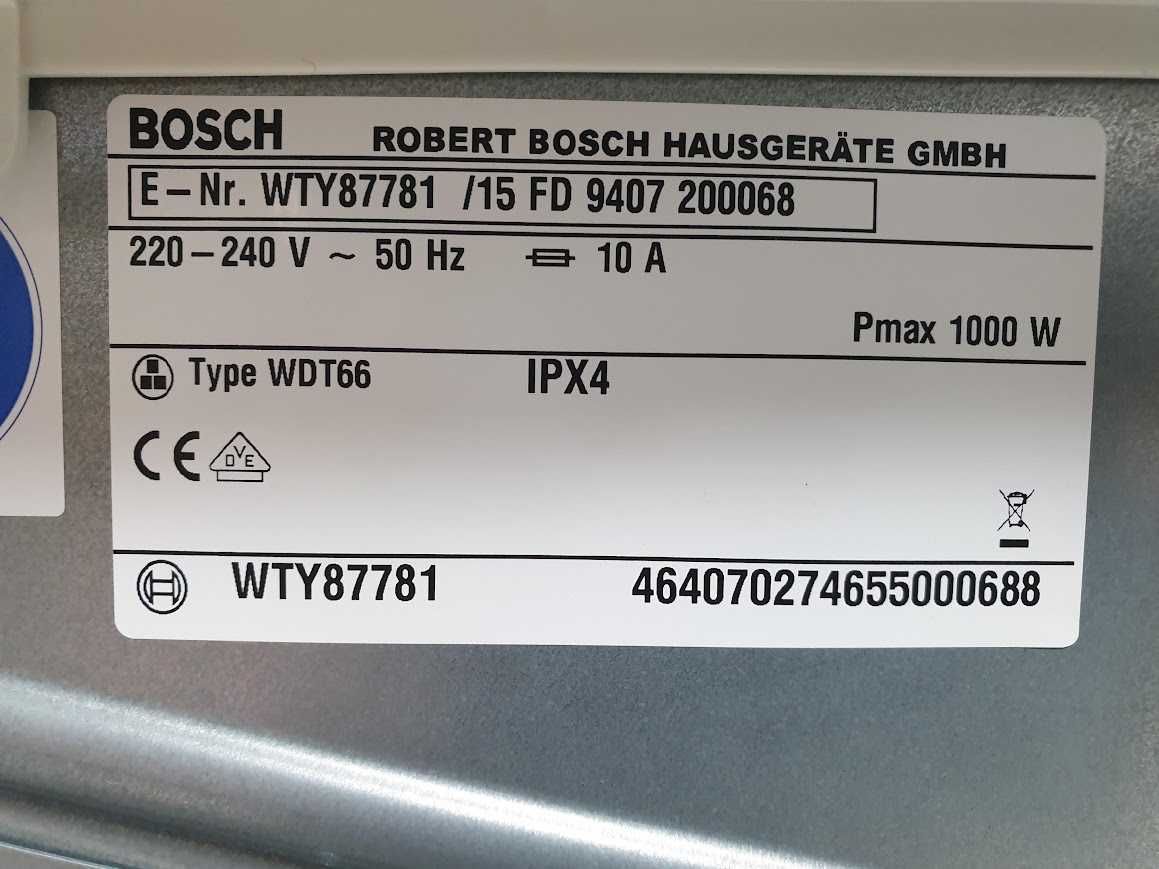 BOSCH ROBERT BOSCH HAUSGERÄTE GMBH
E-Nr. WTY87781 /15 FD 9407 200068
220-240 V ~ 50 Hz 10 A
Pmax 1000 W
Type WDT66 IPX4
CE DVE
WTY87781 464070274655000688